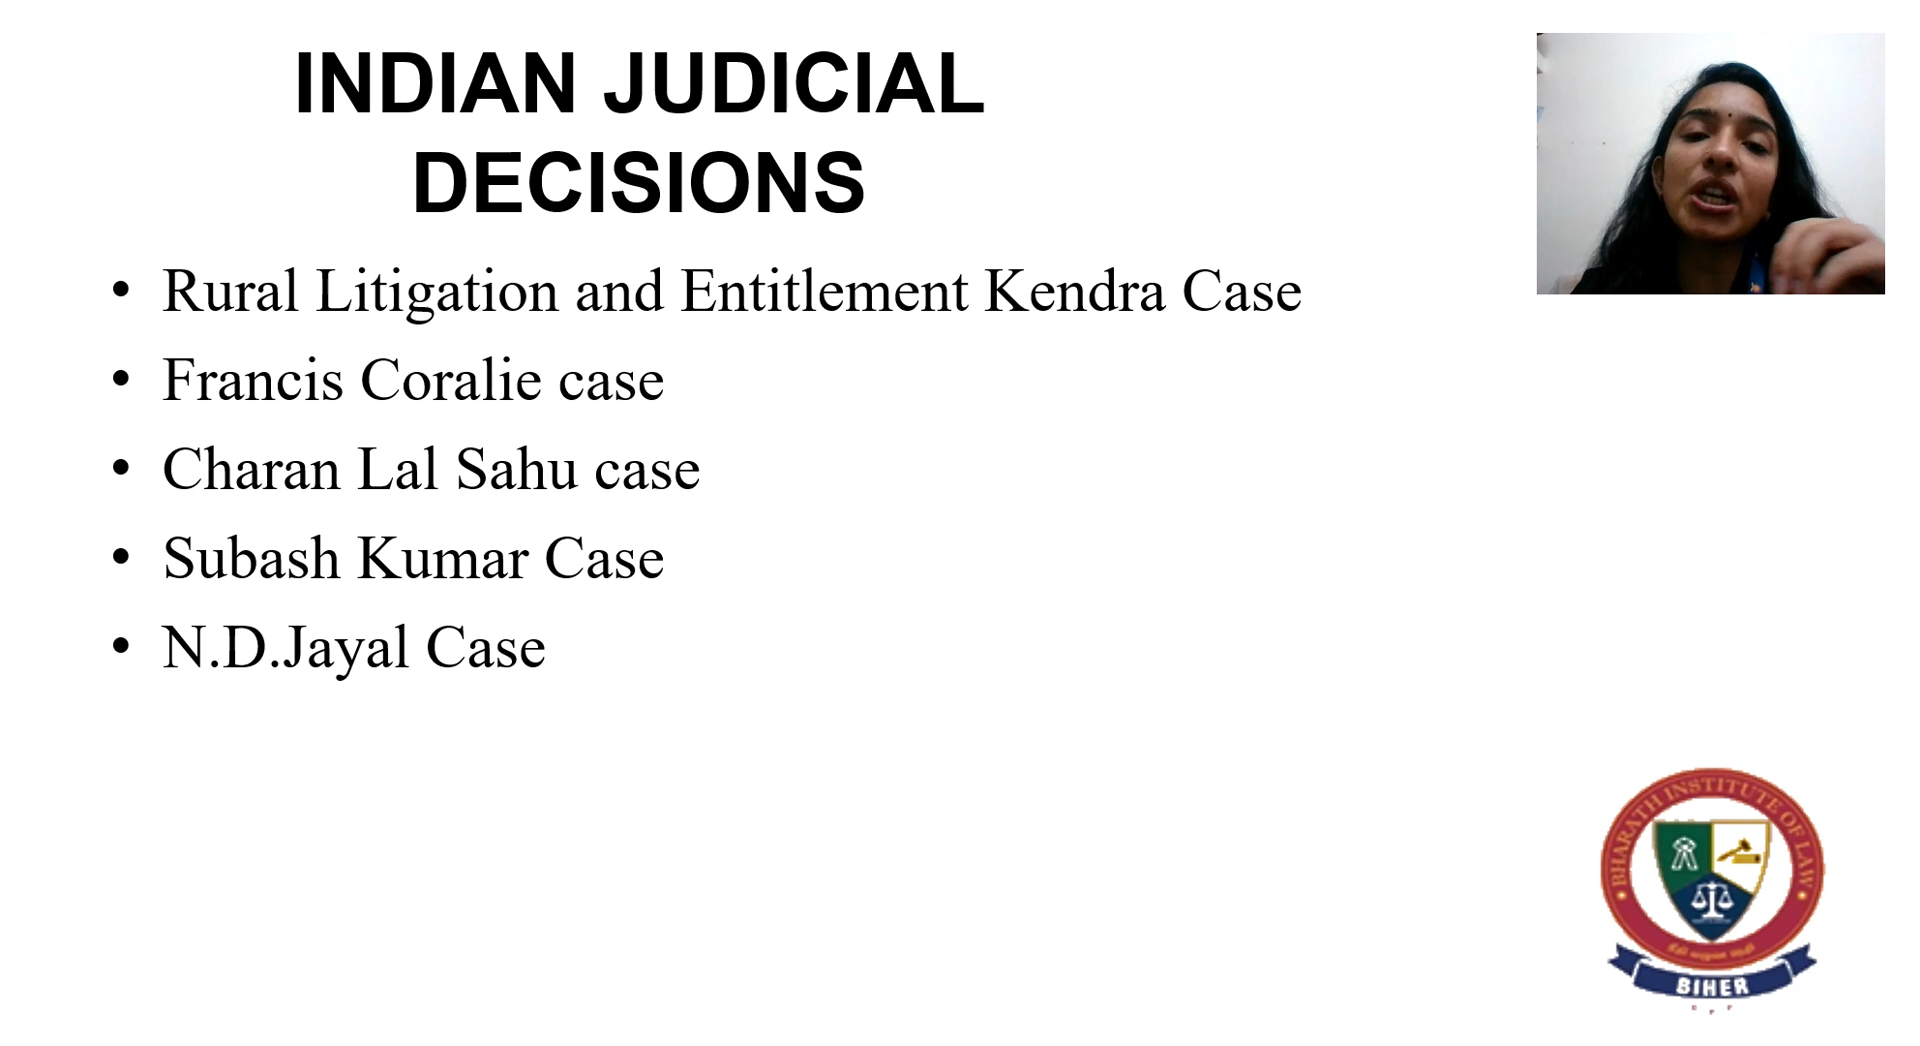 INDIAN JUDICIAL
DECISIONS
• Rural Litigation and Entitlement Kendra Case
• Francis Coralie case
• Charan Lal Sahu case
• Subash Kumar Case
• N.D.Jayal Case
BHARATH INSTITUTE OF LAW
BIHER